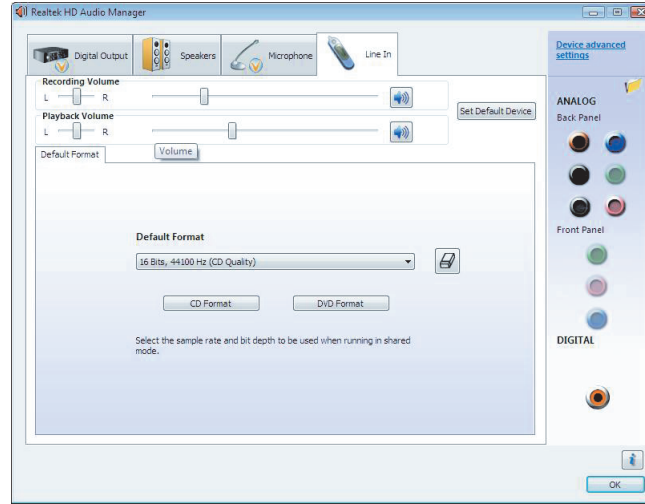 Realtek HD Audio Manager
Digital Output
Speakers
Microphone
Line In
Device advanced
settings
Recording Volume
L
R
Set Default Device
Playback Volume
L
R
Volume
Default Format
Default Format
16 Bits, 44100 Hz (CD Quality)
CD Format
DVD Format
Select the sample rate and bit depth to be used when running in shared
mode.
ANALOG
Back Panel
Front Panel
DIGITAL
i
OK